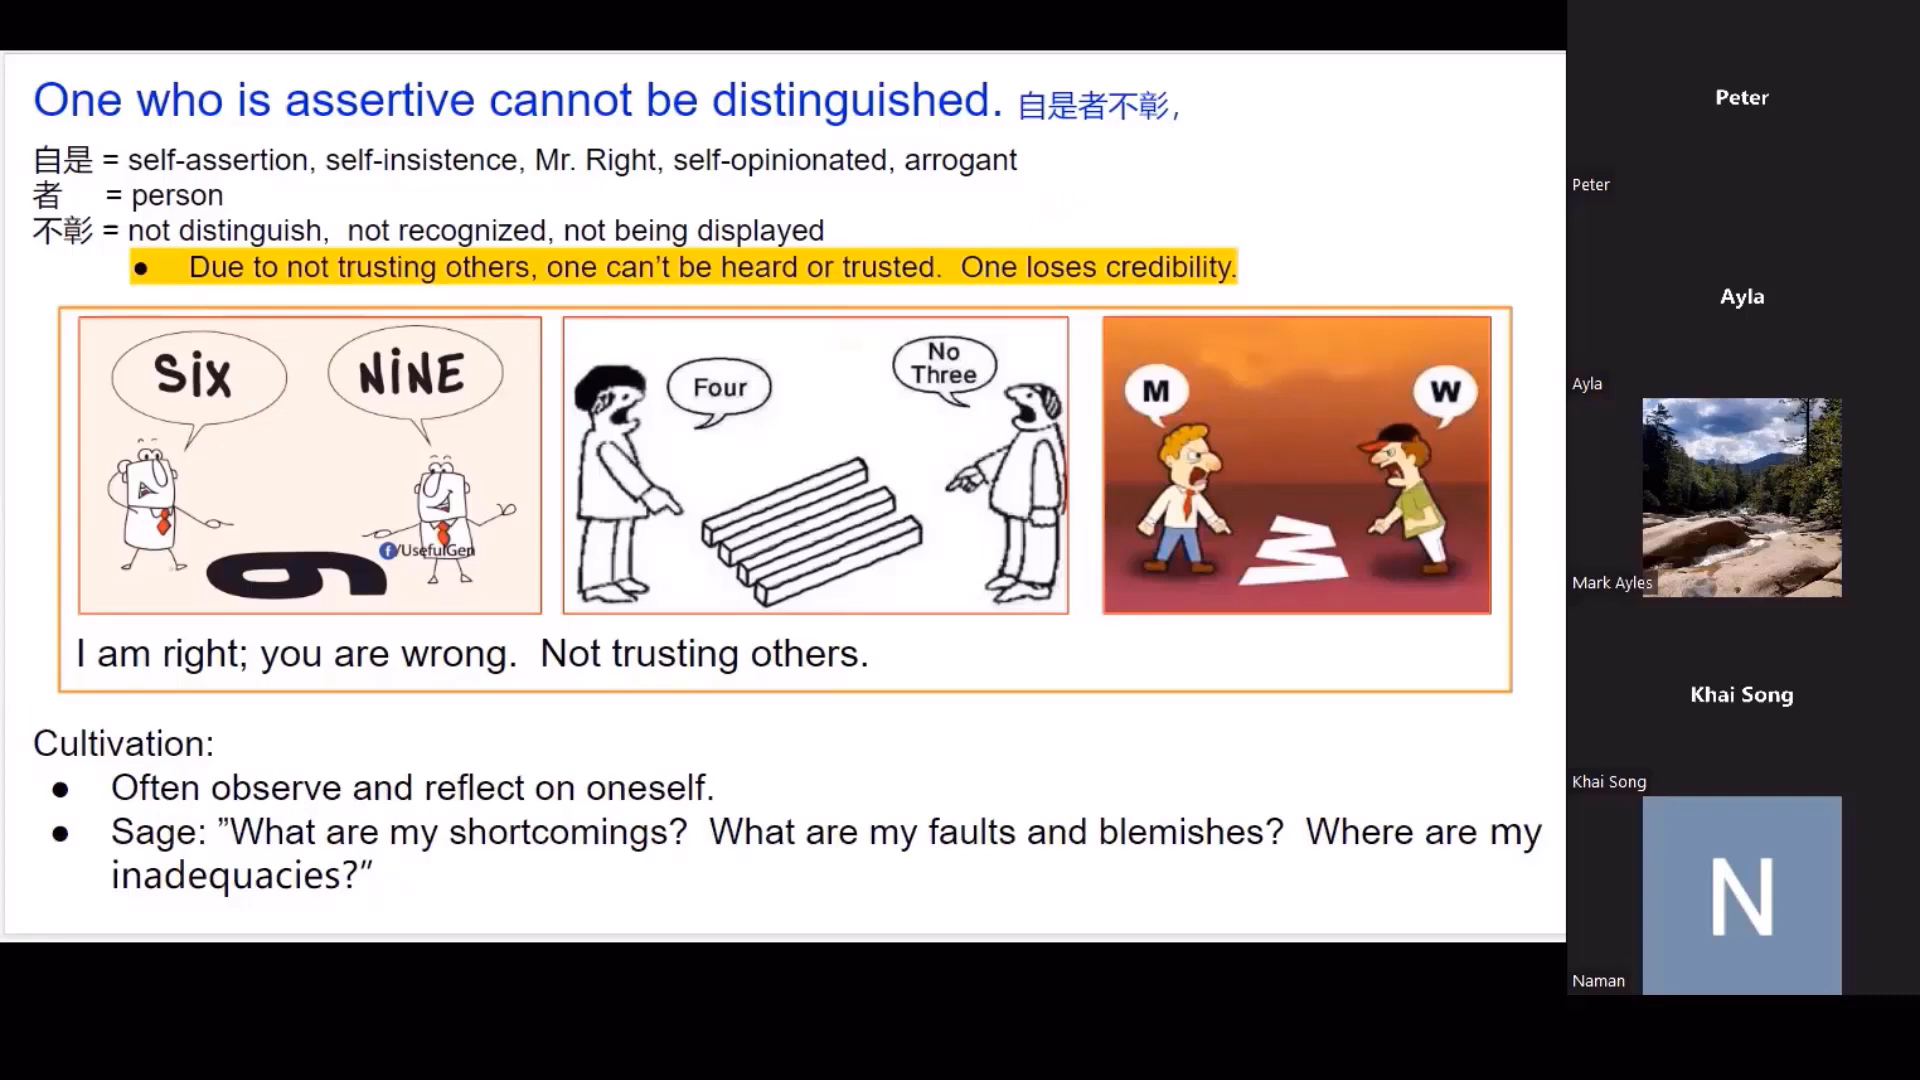 One who is assertive cannot be distinguished. 自是者不彰，
自是 = self-assertion, self-insistence, Mr. Right, self-opinionated, arrogant
者 = person
不彰 = not distinguish,  not recognized, not being displayed
● Due to not trusting others, one can’t be heard or trusted.  One loses credibility.
SiX
NiNE
f/UsefulGen
6
Four
No
Three
M
W
I am right; you are wrong.  Not trusting others.
Cultivation:
● Often observe and reflect on oneself.
● Sage: ”What are my shortcomings?  What are my faults and blemishes?  Where are my
inadequacies?”
Peter
Peter
Ayla
Ayla
Mark Ayles
Khai Song
Khai Song
N
Naman